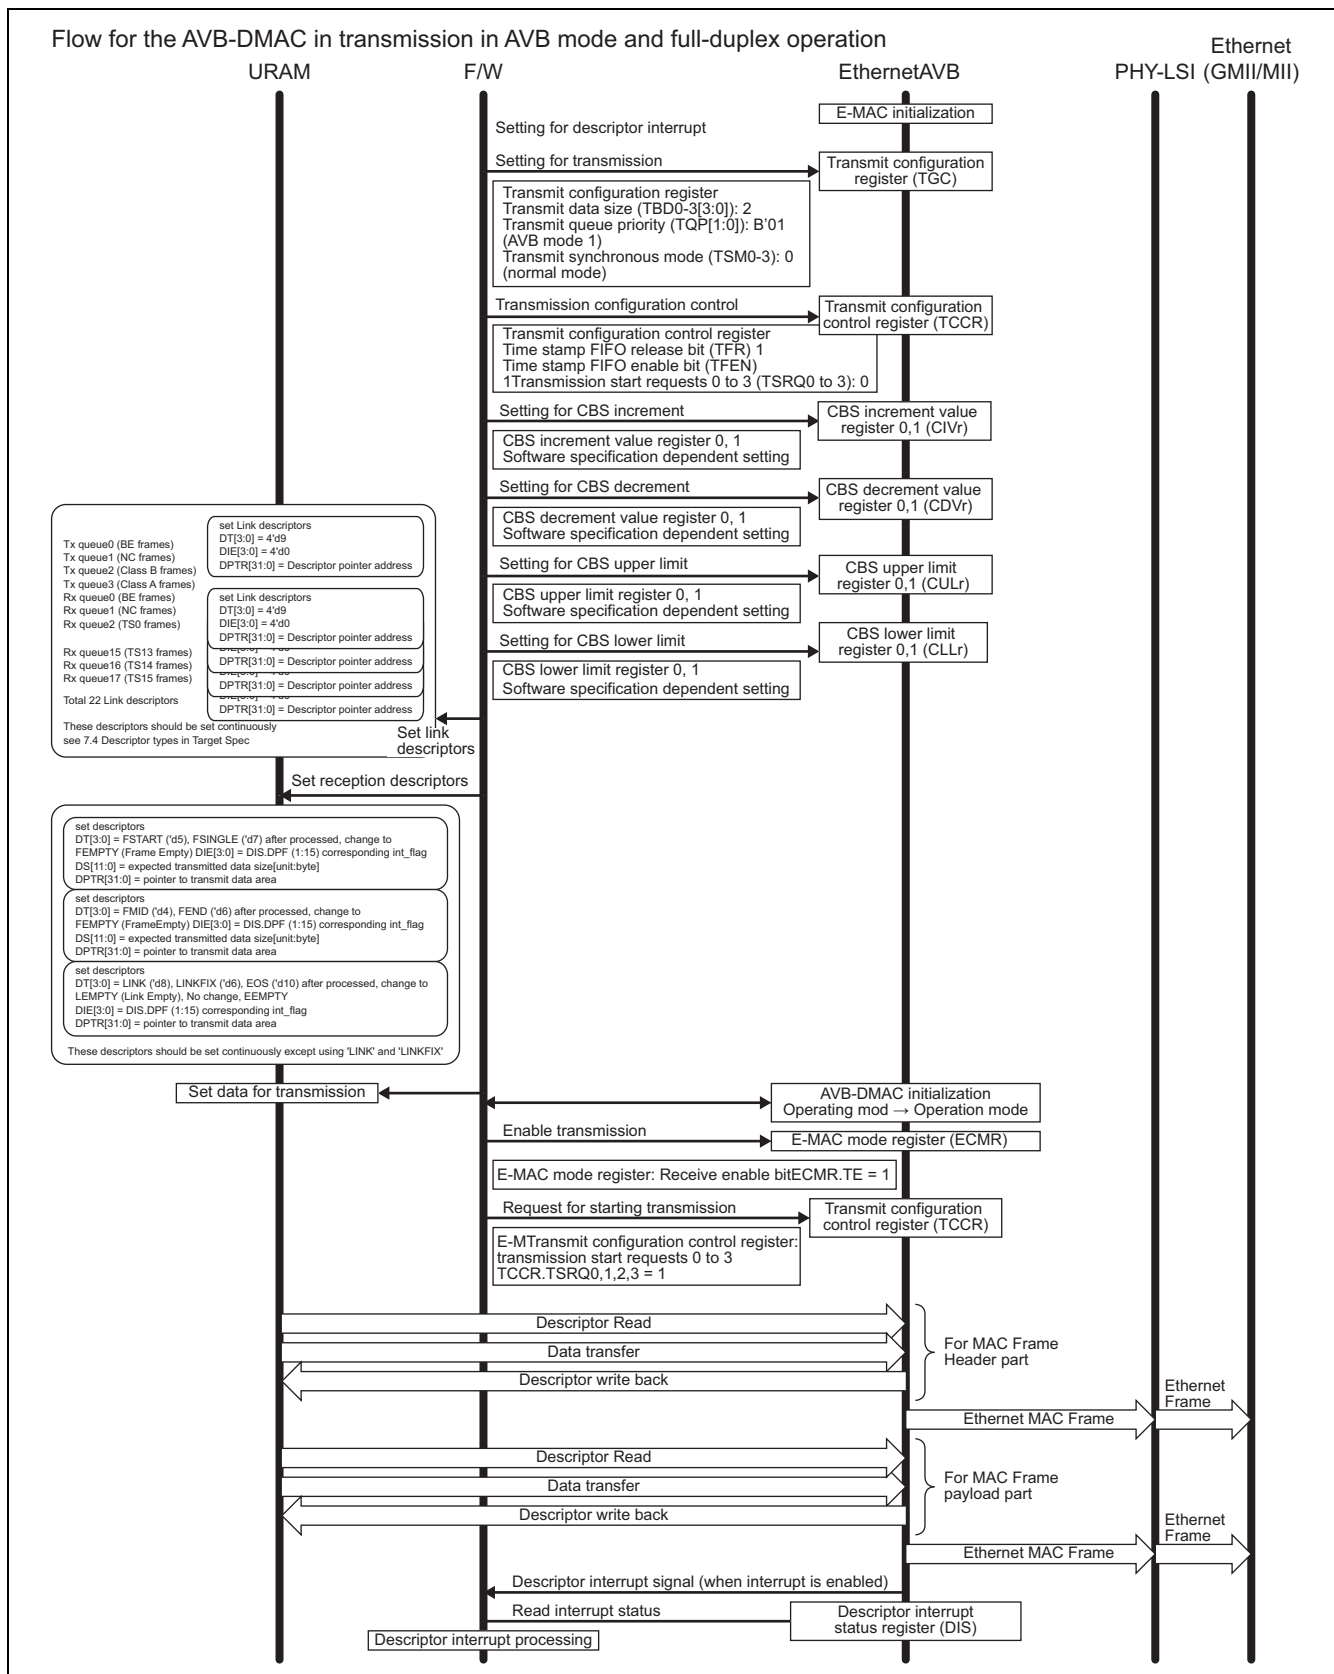 Flow for the AVB-DMAC in transmission in AVB mode and full-duplex operation
URAM
F/W
EthernetAVB
PHY-LSI
Ethernet
(GMII/MII)
E-MAC initialization
Setting for descriptor interrupt
Setting for transmission
Transmit configuration
register (TGC)
Transmit configuration register
Transmit data size (TBD0-3[3:0]): 2
Transmit queue priority (TQP[1:0]): B'01
(AVB mode 1)
Transmit synchronous mode (TSM0-3): 0
(normal mode)
Transmission configuration control
Transmit configuration
control register (TCCR)
Transmit configuration control register
Time stamp FIFO release bit (TFR) 1
Time stamp FIFO enable bit (TFEN)
1Transmission start requests 0 to 3 (TSRQ0 to 3): 0
Setting for CBS increment
CBS increment value
register 0,1 (CIVr)
CBS increment value register 0, 1
Software specification dependent setting
Setting for CBS decrement
CBS decrement value
register 0,1 (CDVr)
CBS decrement value register 0, 1
Software specification dependent setting
Setting for CBS upper limit
CBS upper limit
register 0,1 (CULr)
CBS upper limit register 0, 1
Software specification dependent setting
Setting for CBS lower limit
CBS lower limit
register 0,1 (CLLr)
CBS lower limit register 0, 1
Software specification dependent setting
Tx queue0 (BE frames)
Tx queue1 (NC frames)
Tx queue2 (Class B frames)
Tx queue3 (Class A frames)
Rx queue0 (BE frames)
Rx queue1 (NC frames)
Rx queue2 (TS0 frames)
Rx queue15 (TS13 frames)
Rx queue16 (TS14 frames)
Rx queue17 (TS15 frames)
Total 22 Link descriptors
These descriptors should be set continuously
see 7.4 Descriptor types in Target Spec
set Link descriptors
DT[3:0] = 4'd9
DIE[3:0] = 4'd0
DPTR[31:0] = Descriptor pointer address
set Link descriptors
DT[3:0] = 4'd9
DIE[3:0] = 4'd0
DPTR[31:0] = Descriptor pointer address
DPTR[31:0] = Descriptor pointer address
DPTR[31:0] = Descriptor pointer address
DPTR[31:0] = Descriptor pointer address
Set link
descriptors
Set reception descriptors
set descriptors
DT[3:0] = FSTART ('d5), FSINGLE ('d7) after processed, change to
FEMPTY (Frame Empty) DIE[3:0] = DIS.DPF (1:15) corresponding int_flag
DS[11:0] = expected transmitted data size[unit:byte]
DPTR[31:0] = pointer to transmit data area
set descriptors
DT[3:0] = FMID ('d4), FEND ('d6) after processed, change to
FEMPTY (FrameEmpty) DIE[3:0] = DIS.DPF (1:15) corresponding int_flag
DS[11:0] = expected transmitted data size[unit:byte]
DPTR[31:0] = pointer to transmit data area
set descriptors
DT[3:0] = LINK ('d8), LINKFIX ('d6), EOS ('d10) after processed, change to
LEMPTY (Link Empty), No change, EEMPTY
DIE[3:0] = DIS.DPF (1:15) corresponding int_flag
DPTR[31:0] = pointer to transmit data area
These descriptors should be set continuously except using 'LINK' and 'LINKFIX'
Set data for transmission
AVB-DMAC initialization
Operating mod → Operation mode
Enable transmission
E-MAC mode register (ECMR)
E-MAC mode register: Receive enable bitECMR.TE = 1
Request for starting transmission
Transmit configuration
control register (TCCR)
E-MTransmit configuration control register:
transmission start requests 0 to 3
TCCR.TSRQ0,1,2,3 = 1
Descriptor Read
Data transfer
Descriptor write back
For MAC Frame
Header part
Ethernet MAC Frame
Ethernet
Frame
Descriptor Read
Data transfer
Descriptor write back
For MAC Frame
payload part
Ethernet MAC Frame
Ethernet
Frame
Descriptor interrupt signal (when interrupt is enabled)
Read interrupt status
Descriptor interrupt
status register (DIS)
Descriptor interrupt processing